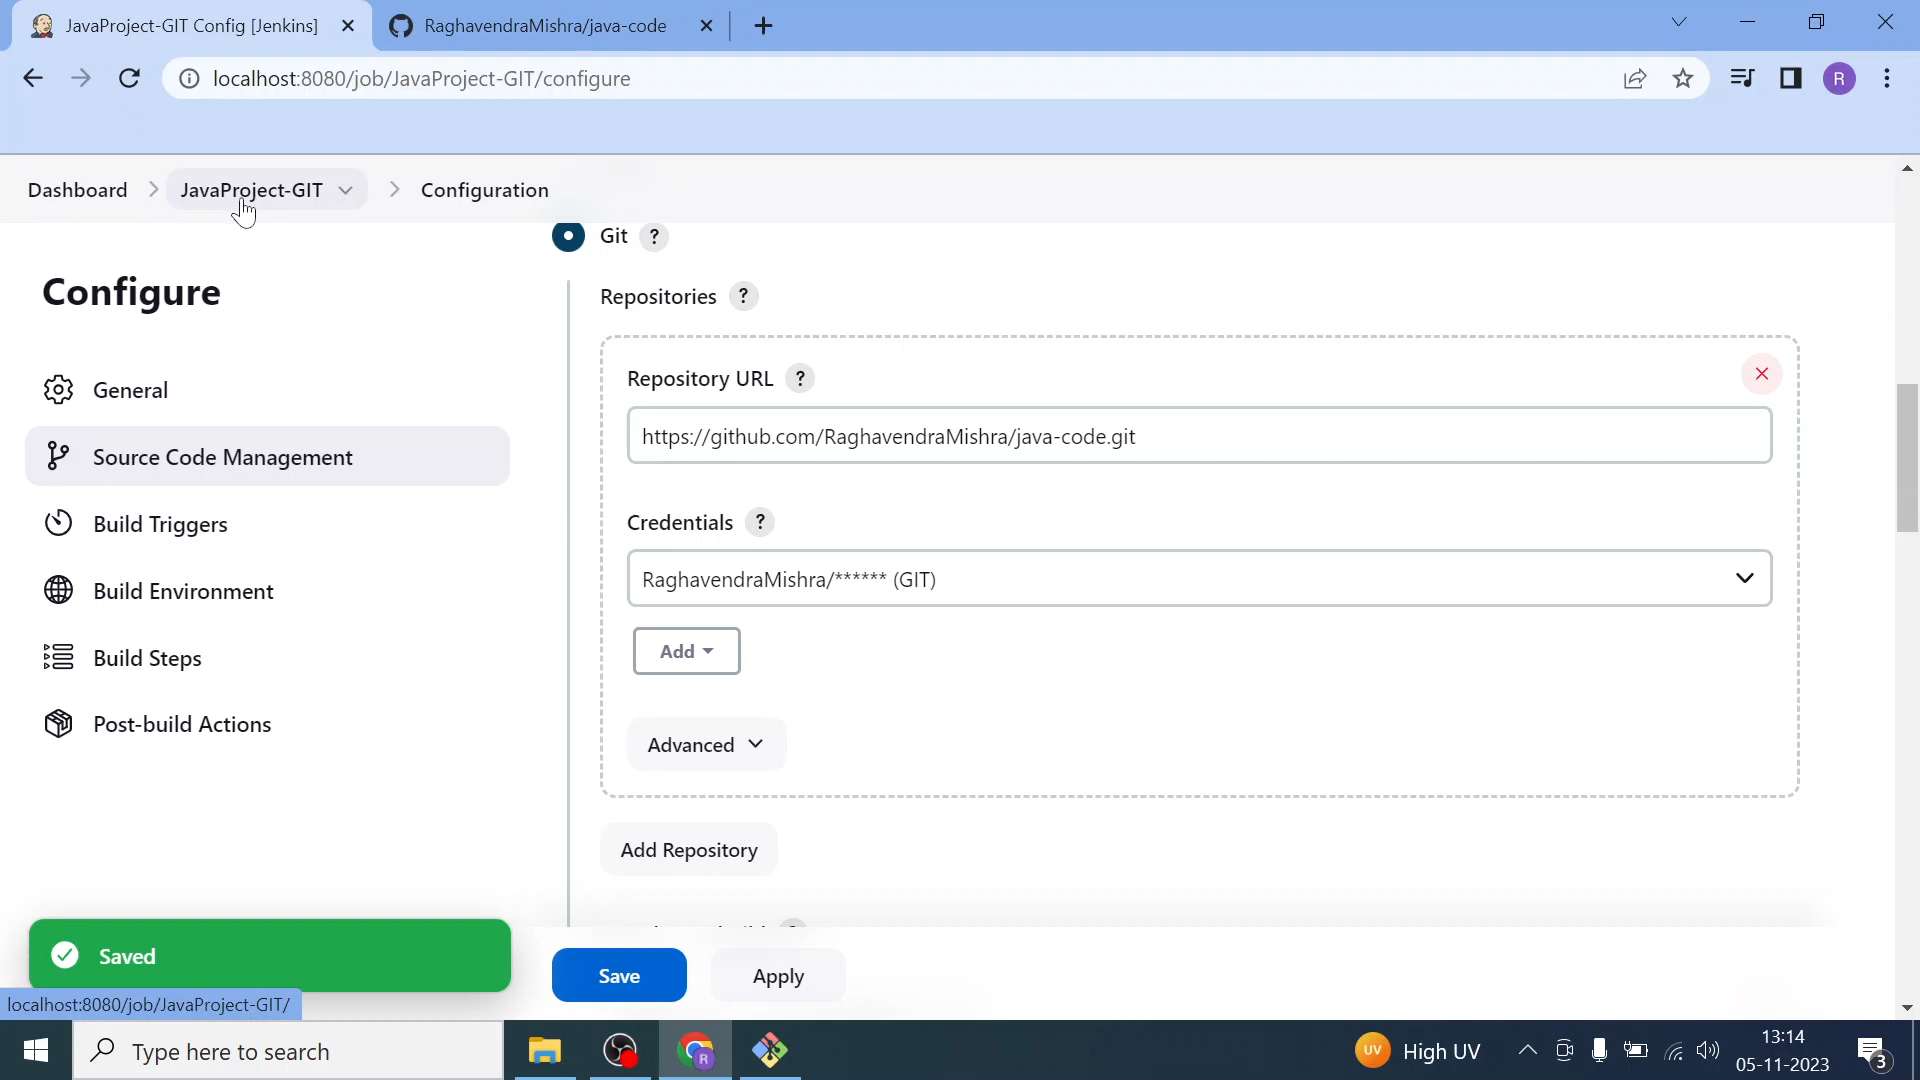 JavaProject-GIT Config [Jenkins]
RaghavendraMishra/java-code
localhost:8080/job/JavaProject-GIT/configure
R
Dashboard
JavaProject-GIT
Configuration
Git ?
Configure
Repositories ?
Repository URL ?
General
https://github.com/RaghavendraMishra/java-code.git
Source Code Management
Credentials ?
Build Triggers
RaghavendraMishra/****** (GIT)
Build Environment
Add
Build Steps
Post-build Actions
Advanced
Add Repository
Saved
Save
Apply
localhost:8080/job/JavaProject-GIT/
Type here to search
R
UV
High UV
13:14
05-11-2023
3